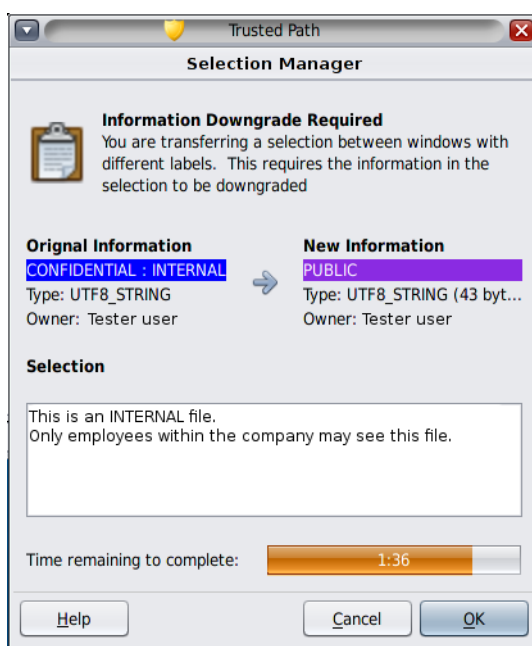 Trusted Path
Selection Manager
Information Downgrade Required
You are transferring a selection between windows with
different labels. This requires the information in the
selection to be downgraded
Orignal Information
CONFIDENTIAL : INTERNAL
Type: UTF8_STRING
Owner: Tester user
New Information
PUBLIC
Type: UTF8_STRING (43 byt...
Owner: Tester user
Selection
This is an INTERNAL file.
Only employees within the company may see this file.
Time remaining to complete:
1:36
Help
Cancel
OK